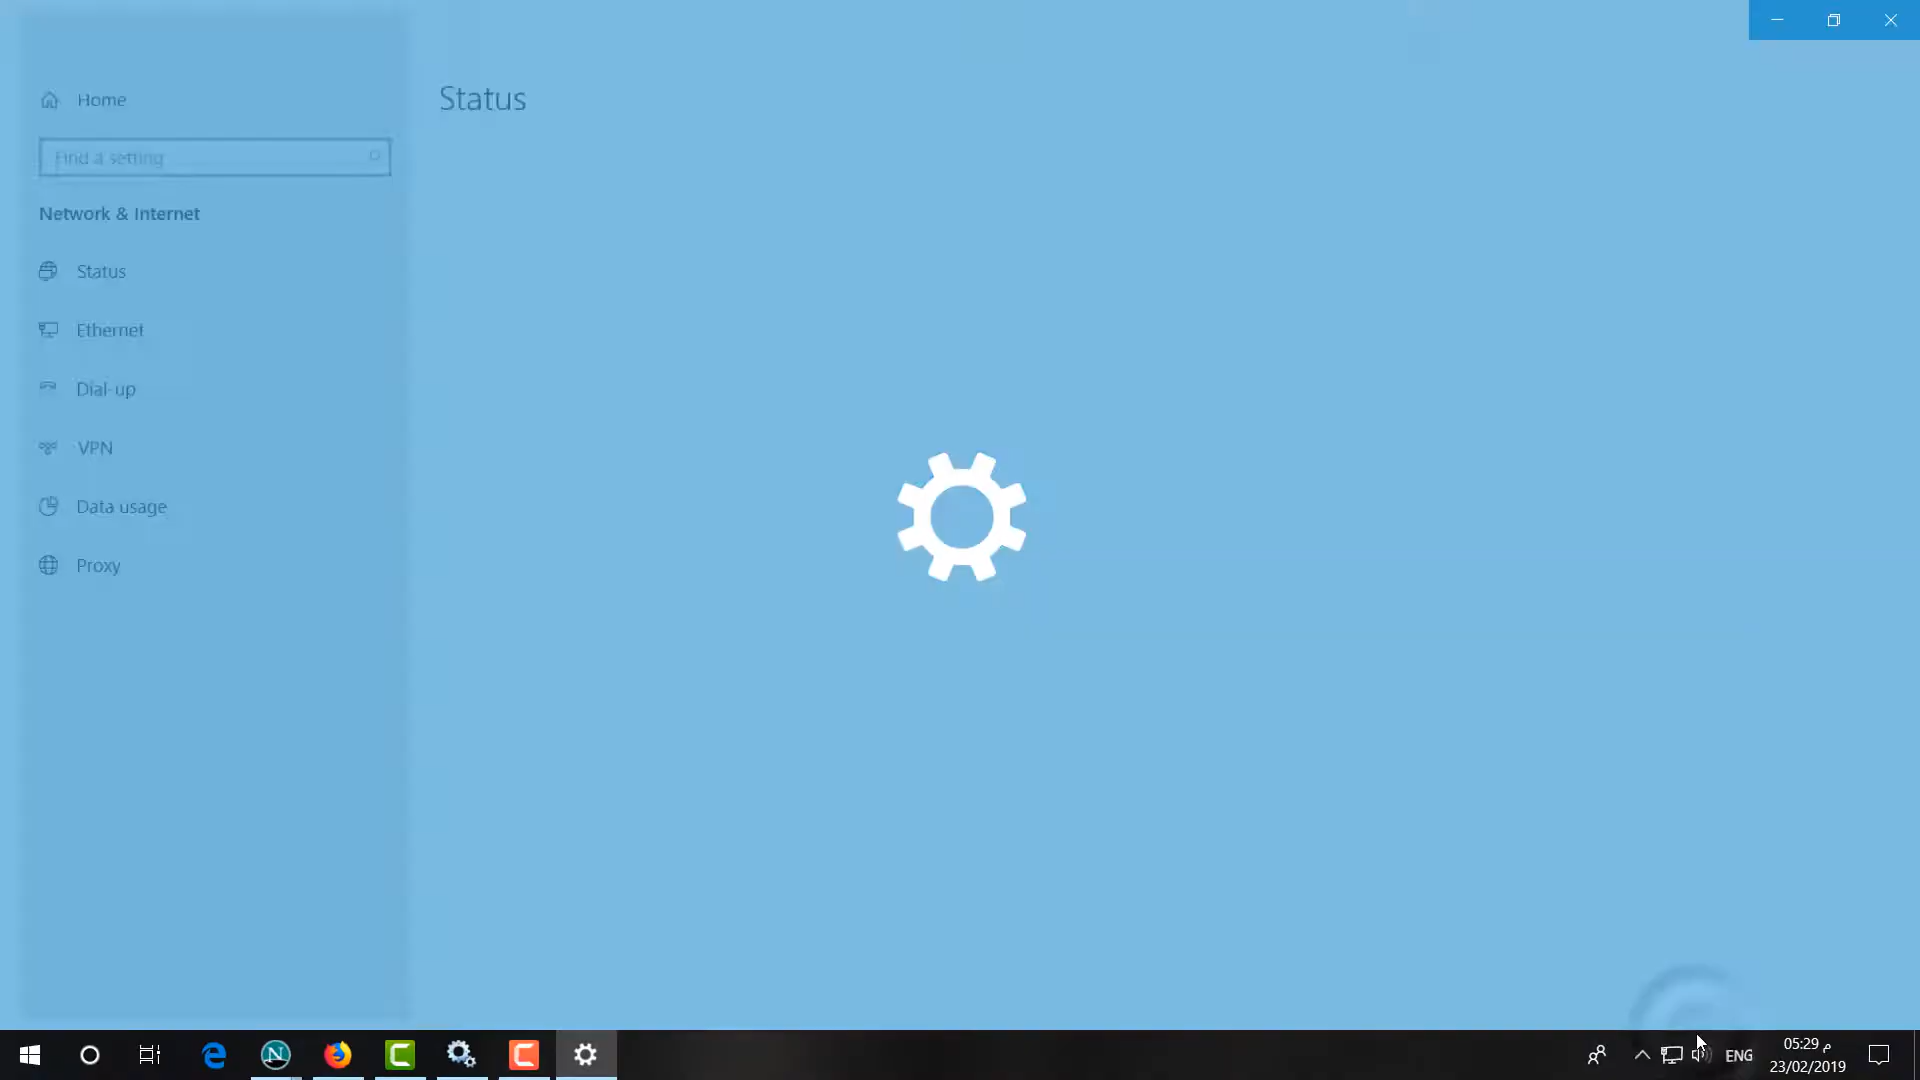 Home
Status
Find a setting
Network & Internet
Status
Ethernet
Dial-up
VPN
Data usage
Proxy
ENG
05:29 م
23/02/2019